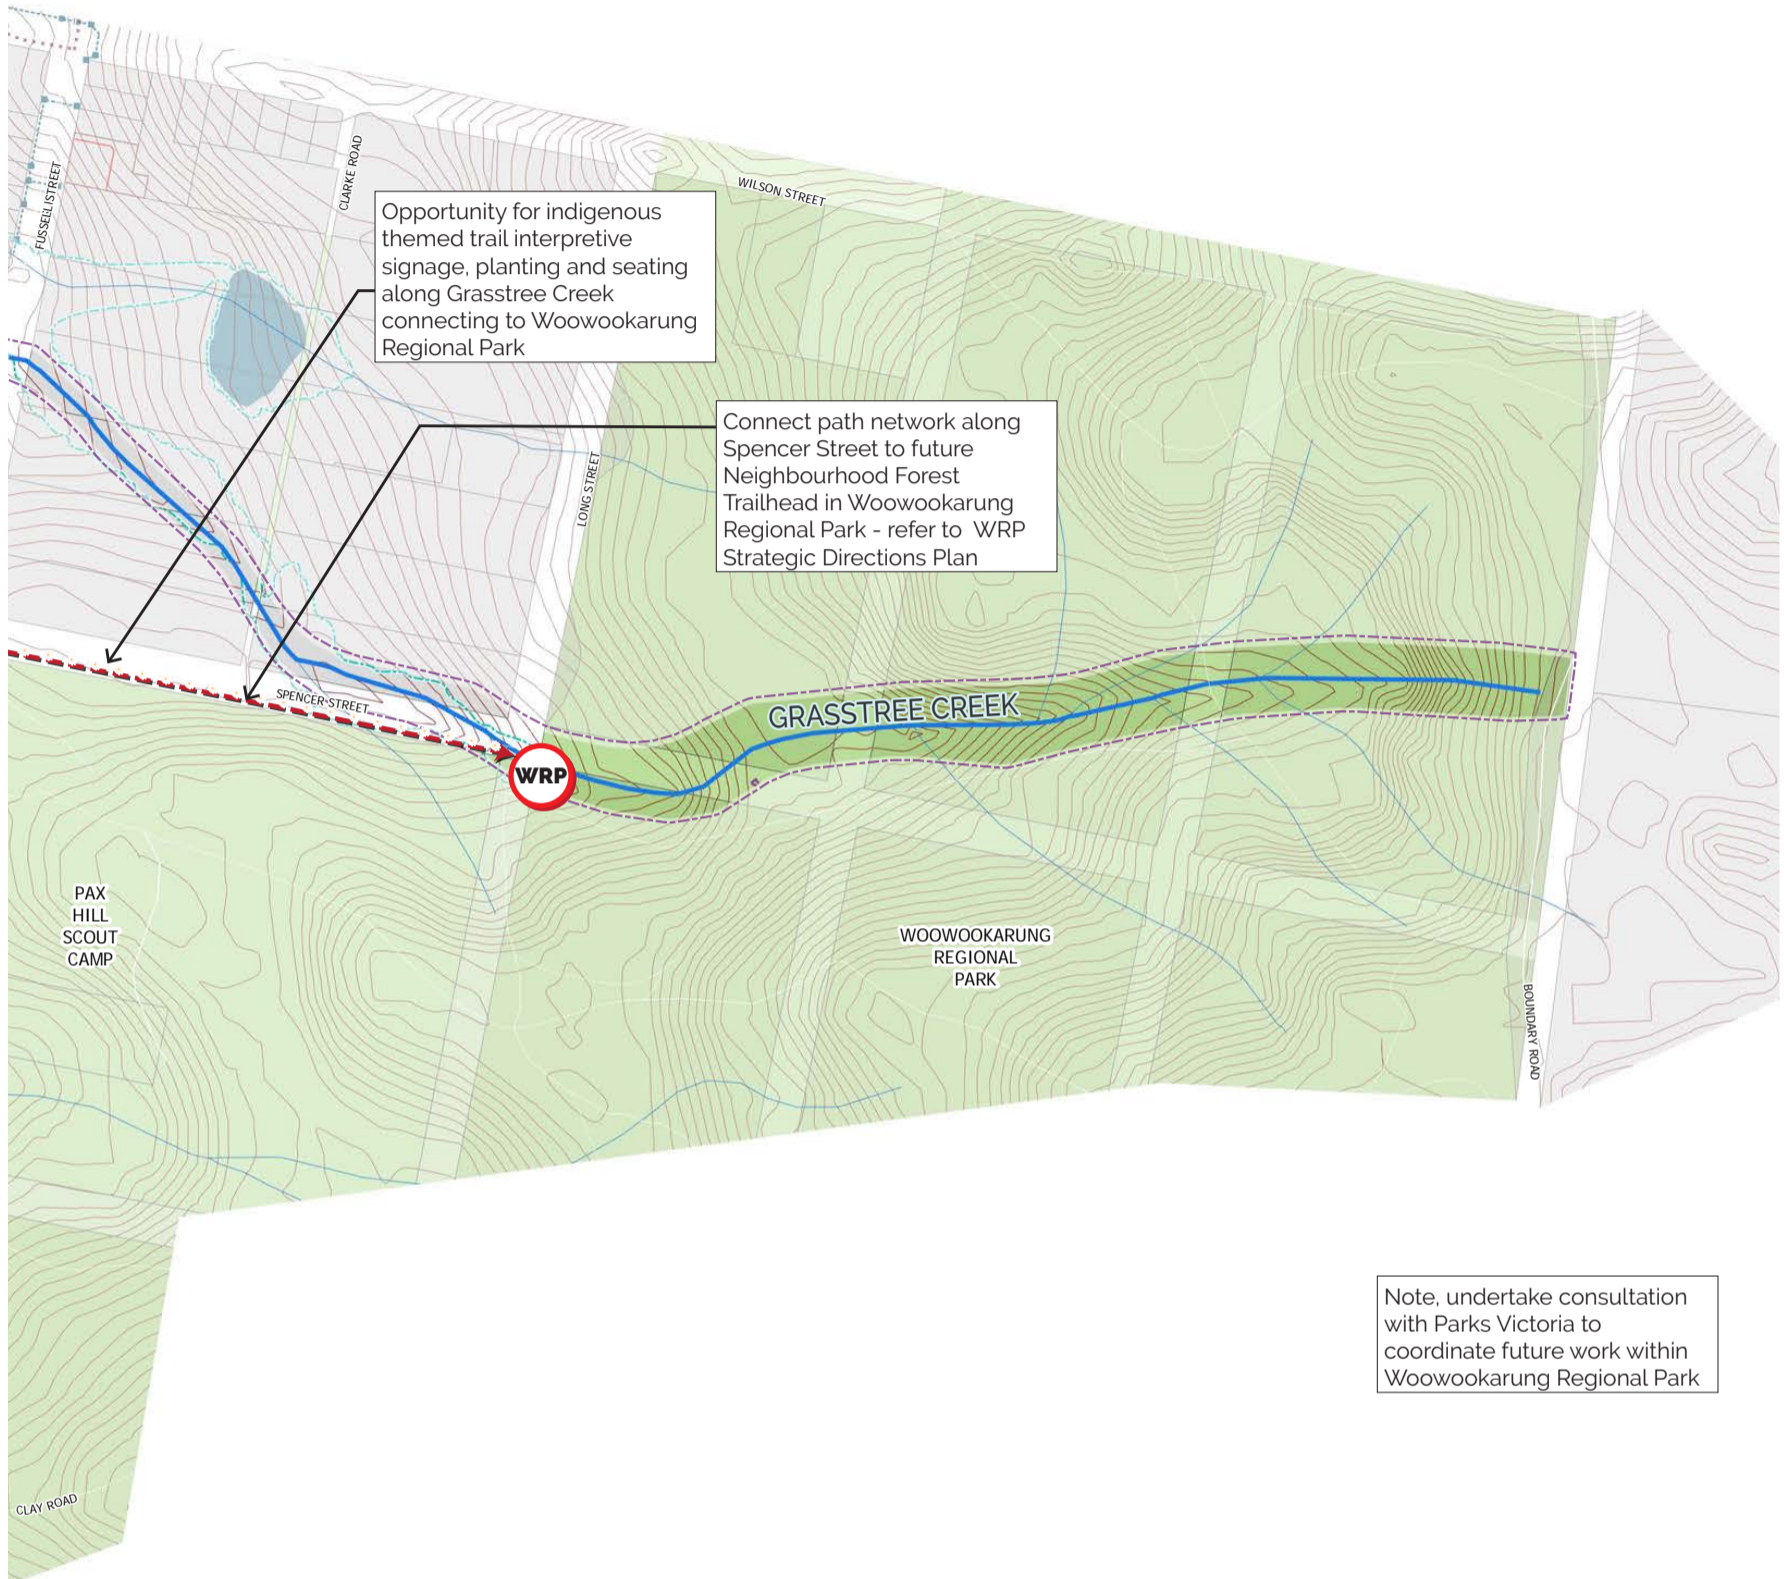 FUSSELL STREET
CLARKE ROAD
WILSON STREET
Opportunity for indigenous
themed trail interpretive
signage, planting and seating
along Grasstree Creek
connecting to Woowookarung
Regional Park
Connect path network along
Spencer Street to future
Neighbourhood Forest
Trailhead in Woowookarung
Regional Park - refer to WRP
Strategic Directions Plan
LONG STREET
SPENCER STREET
GRASSTREE CREEK
WRP
PAX
HILL
SCOUT
CAMP
WOOWOOKARUNG
REGIONAL
PARK
BOUNDARY ROAD
Note, undertake consultation
with Parks Victoria to
coordinate future work within
Woowookarung Regional Park
CLAY ROAD